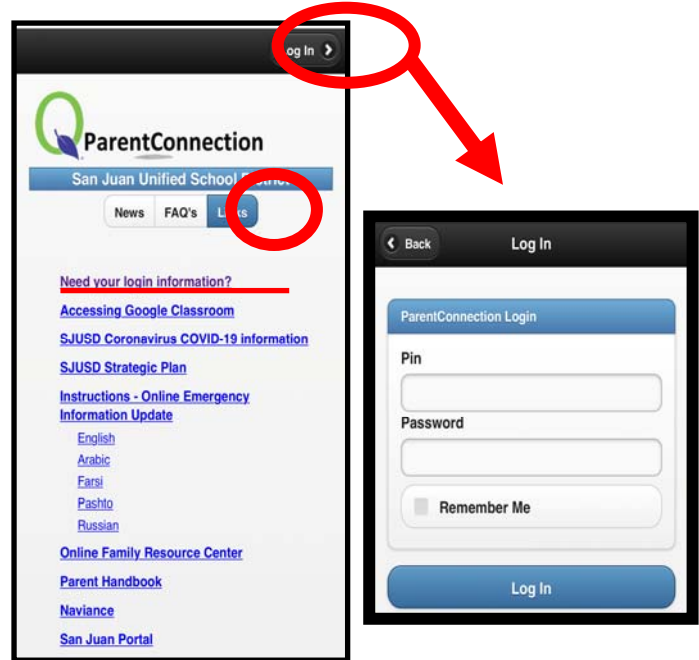 Log In
Q
ParentConnection
San Juan Unified School District
News FAQ's Links
Need your login information?
Accessing Google Classroom
SJUSD Coronavirus COVID-19 information
SJUSD Strategic Plan
Instructions - Online Emergency
Information Update
English
Arabic
Farsi
Pashto
Russian
Online Family Resource Center
Parent Handbook
Naviance
San Juan Portal
Back Log In
ParentConnection Login
Pin
Password
Remember Me
Log In